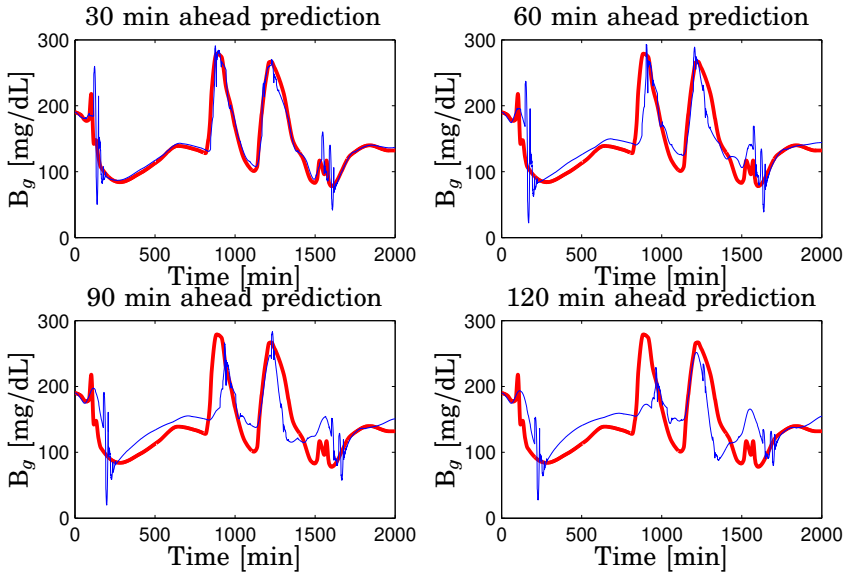 30 min ahead prediction
B_g [mg/dL]
300
200
100
0
0 500 1000 1500 2000
Time [min]
60 min ahead prediction
B_g [mg/dL]
300
200
100
0
0 500 1000 1500 2000
Time [min]
90 min ahead prediction
B_g [mg/dL]
300
200
100
0
0 500 1000 1500 2000
Time [min]
120 min ahead prediction
B_g [mg/dL]
300
200
100
0
0 500 1000 1500 2000
Time [min]